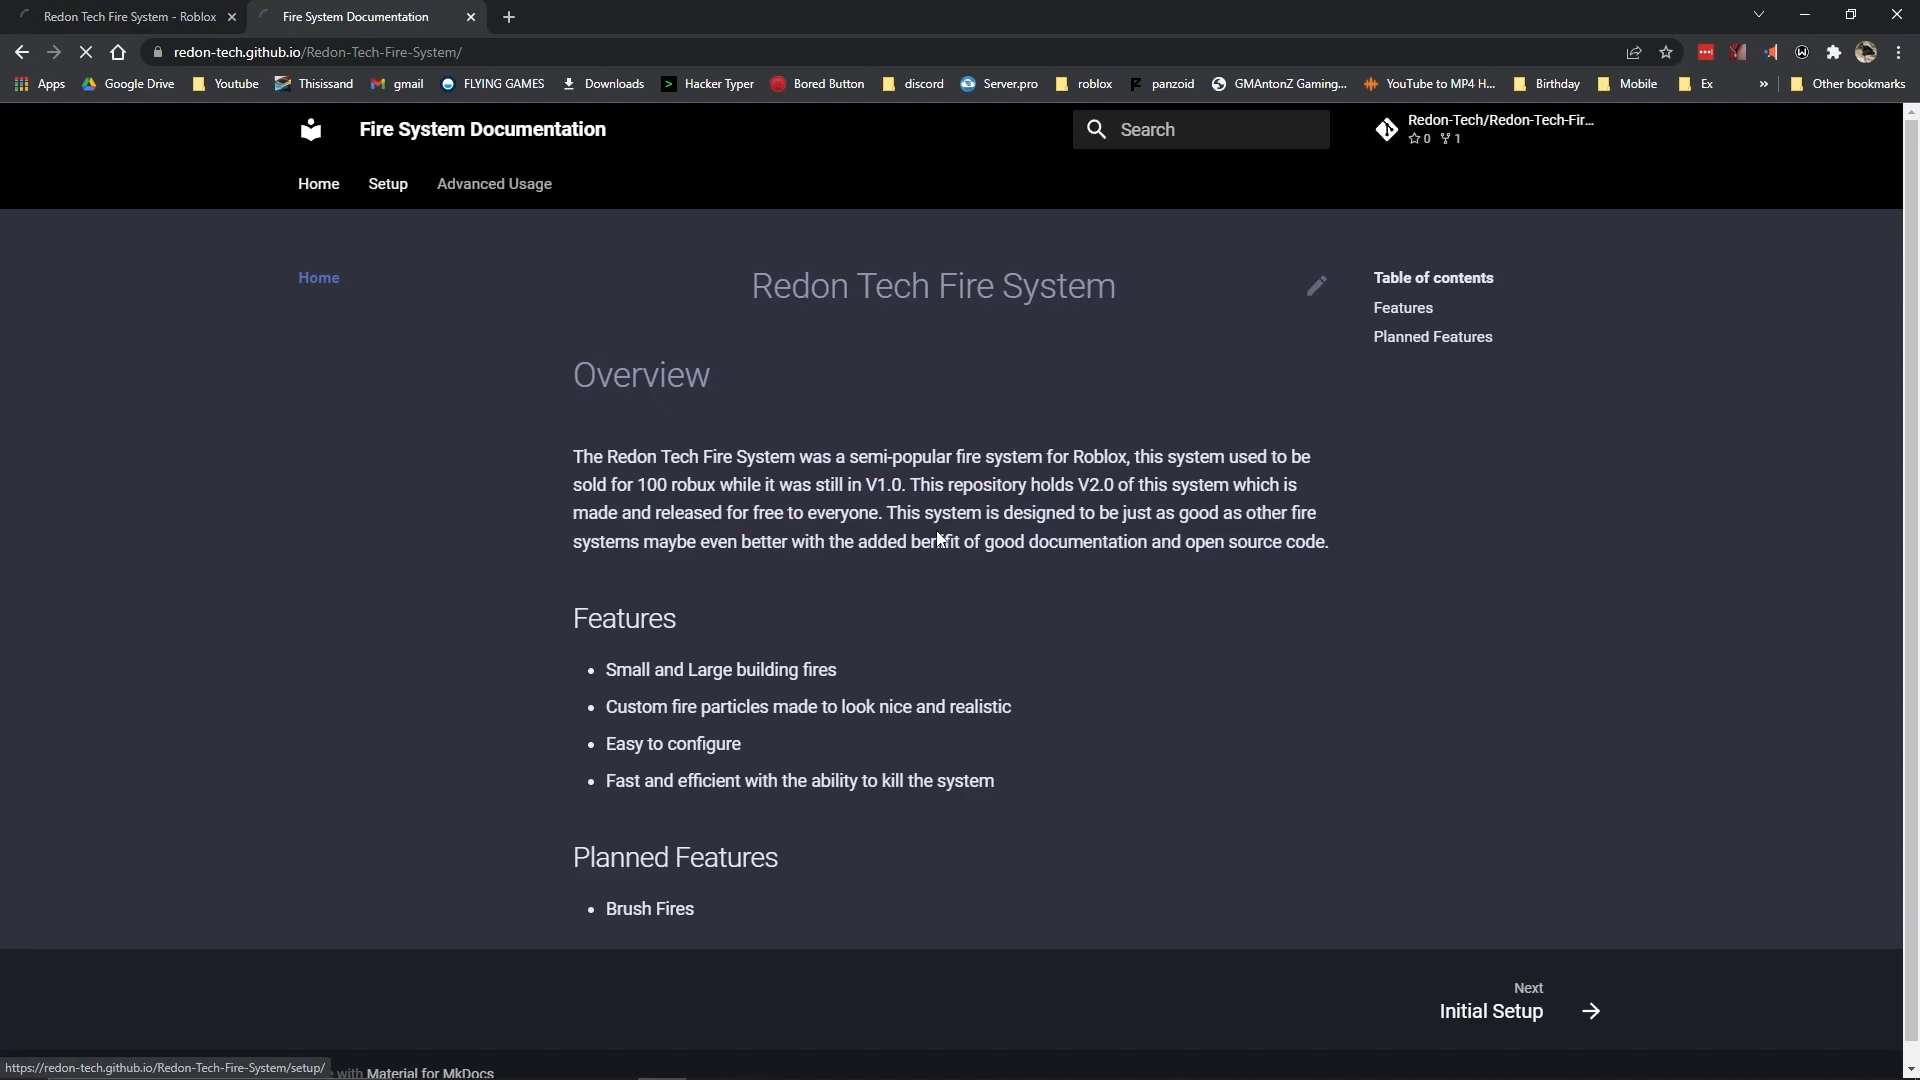 Redon Tech Fire System - Roblox
Fire System Documentation
redon-tech.github.io/Redon-Tech-Fire-System/
Apps
Google Drive
Youtube
Thisissand
gmail
FLYING GAMES
Downloads
Hacker Typer
Bored Button
discord
Server.pro
roblox
panzoid
GMAntonZ Gaming...
YouTube to MP4 H...
Birthday
Mobile
Ex
»
Other bookmarks
Fire System Documentation
Search
Redon-Tech/Redon-Tech-Fir...
0 1
Home
Setup
Advanced Usage
Home
Redon Tech Fire System
Table of contents
Features
Planned Features
Overview
The Redon Tech Fire System was a semi-popular fire system for Roblox, this system used to be
sold for 100 robux while it was still in V1.0. This repository holds V2.0 of this system which is
made and released for free to everyone. This system is designed to be just as good as other fire
systems maybe even better with the added benefit of good documentation and open source code.
Features
• Small and Large building fires
• Custom fire particles made to look nice and realistic
• Easy to configure
• Fast and efficient with the ability to kill the system
Planned Features
• Brush Fires
Next
Initial Setup
https://redon-tech.github.io/Redon-Tech-Fire-System/setup/
with Material for MkDocs